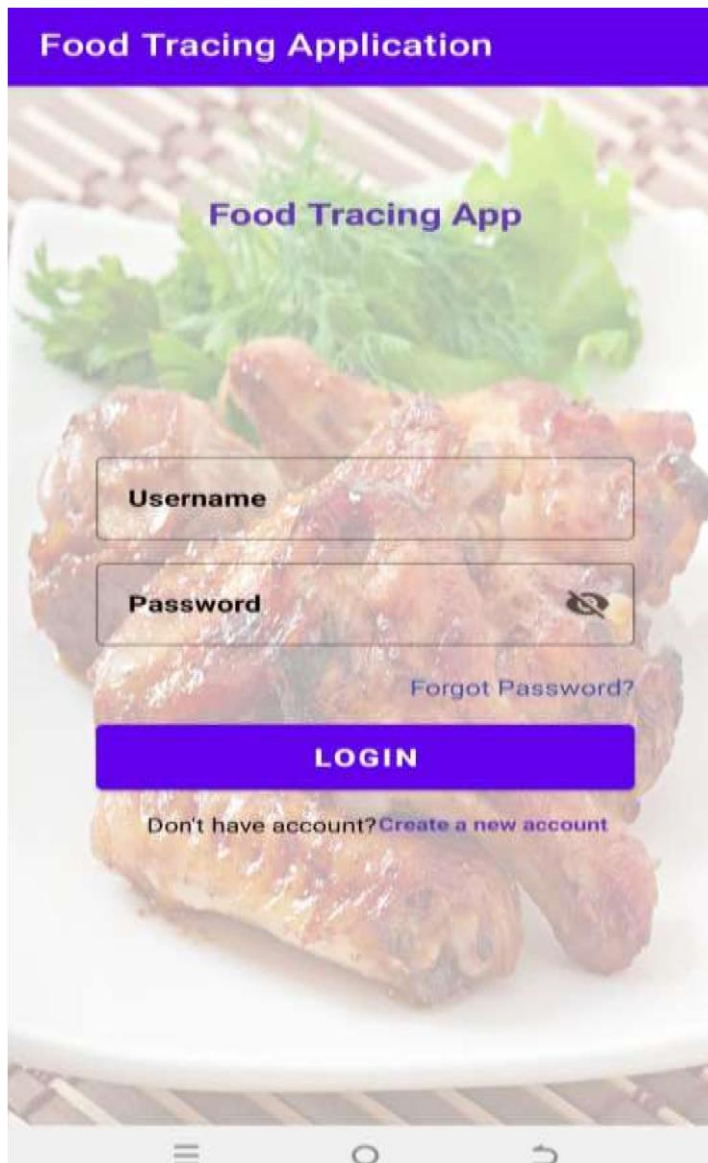 Food Tracing Application
Food Tracing App
Username
Password
Forgot Password?
LOGIN
Don't have account?Create a new account